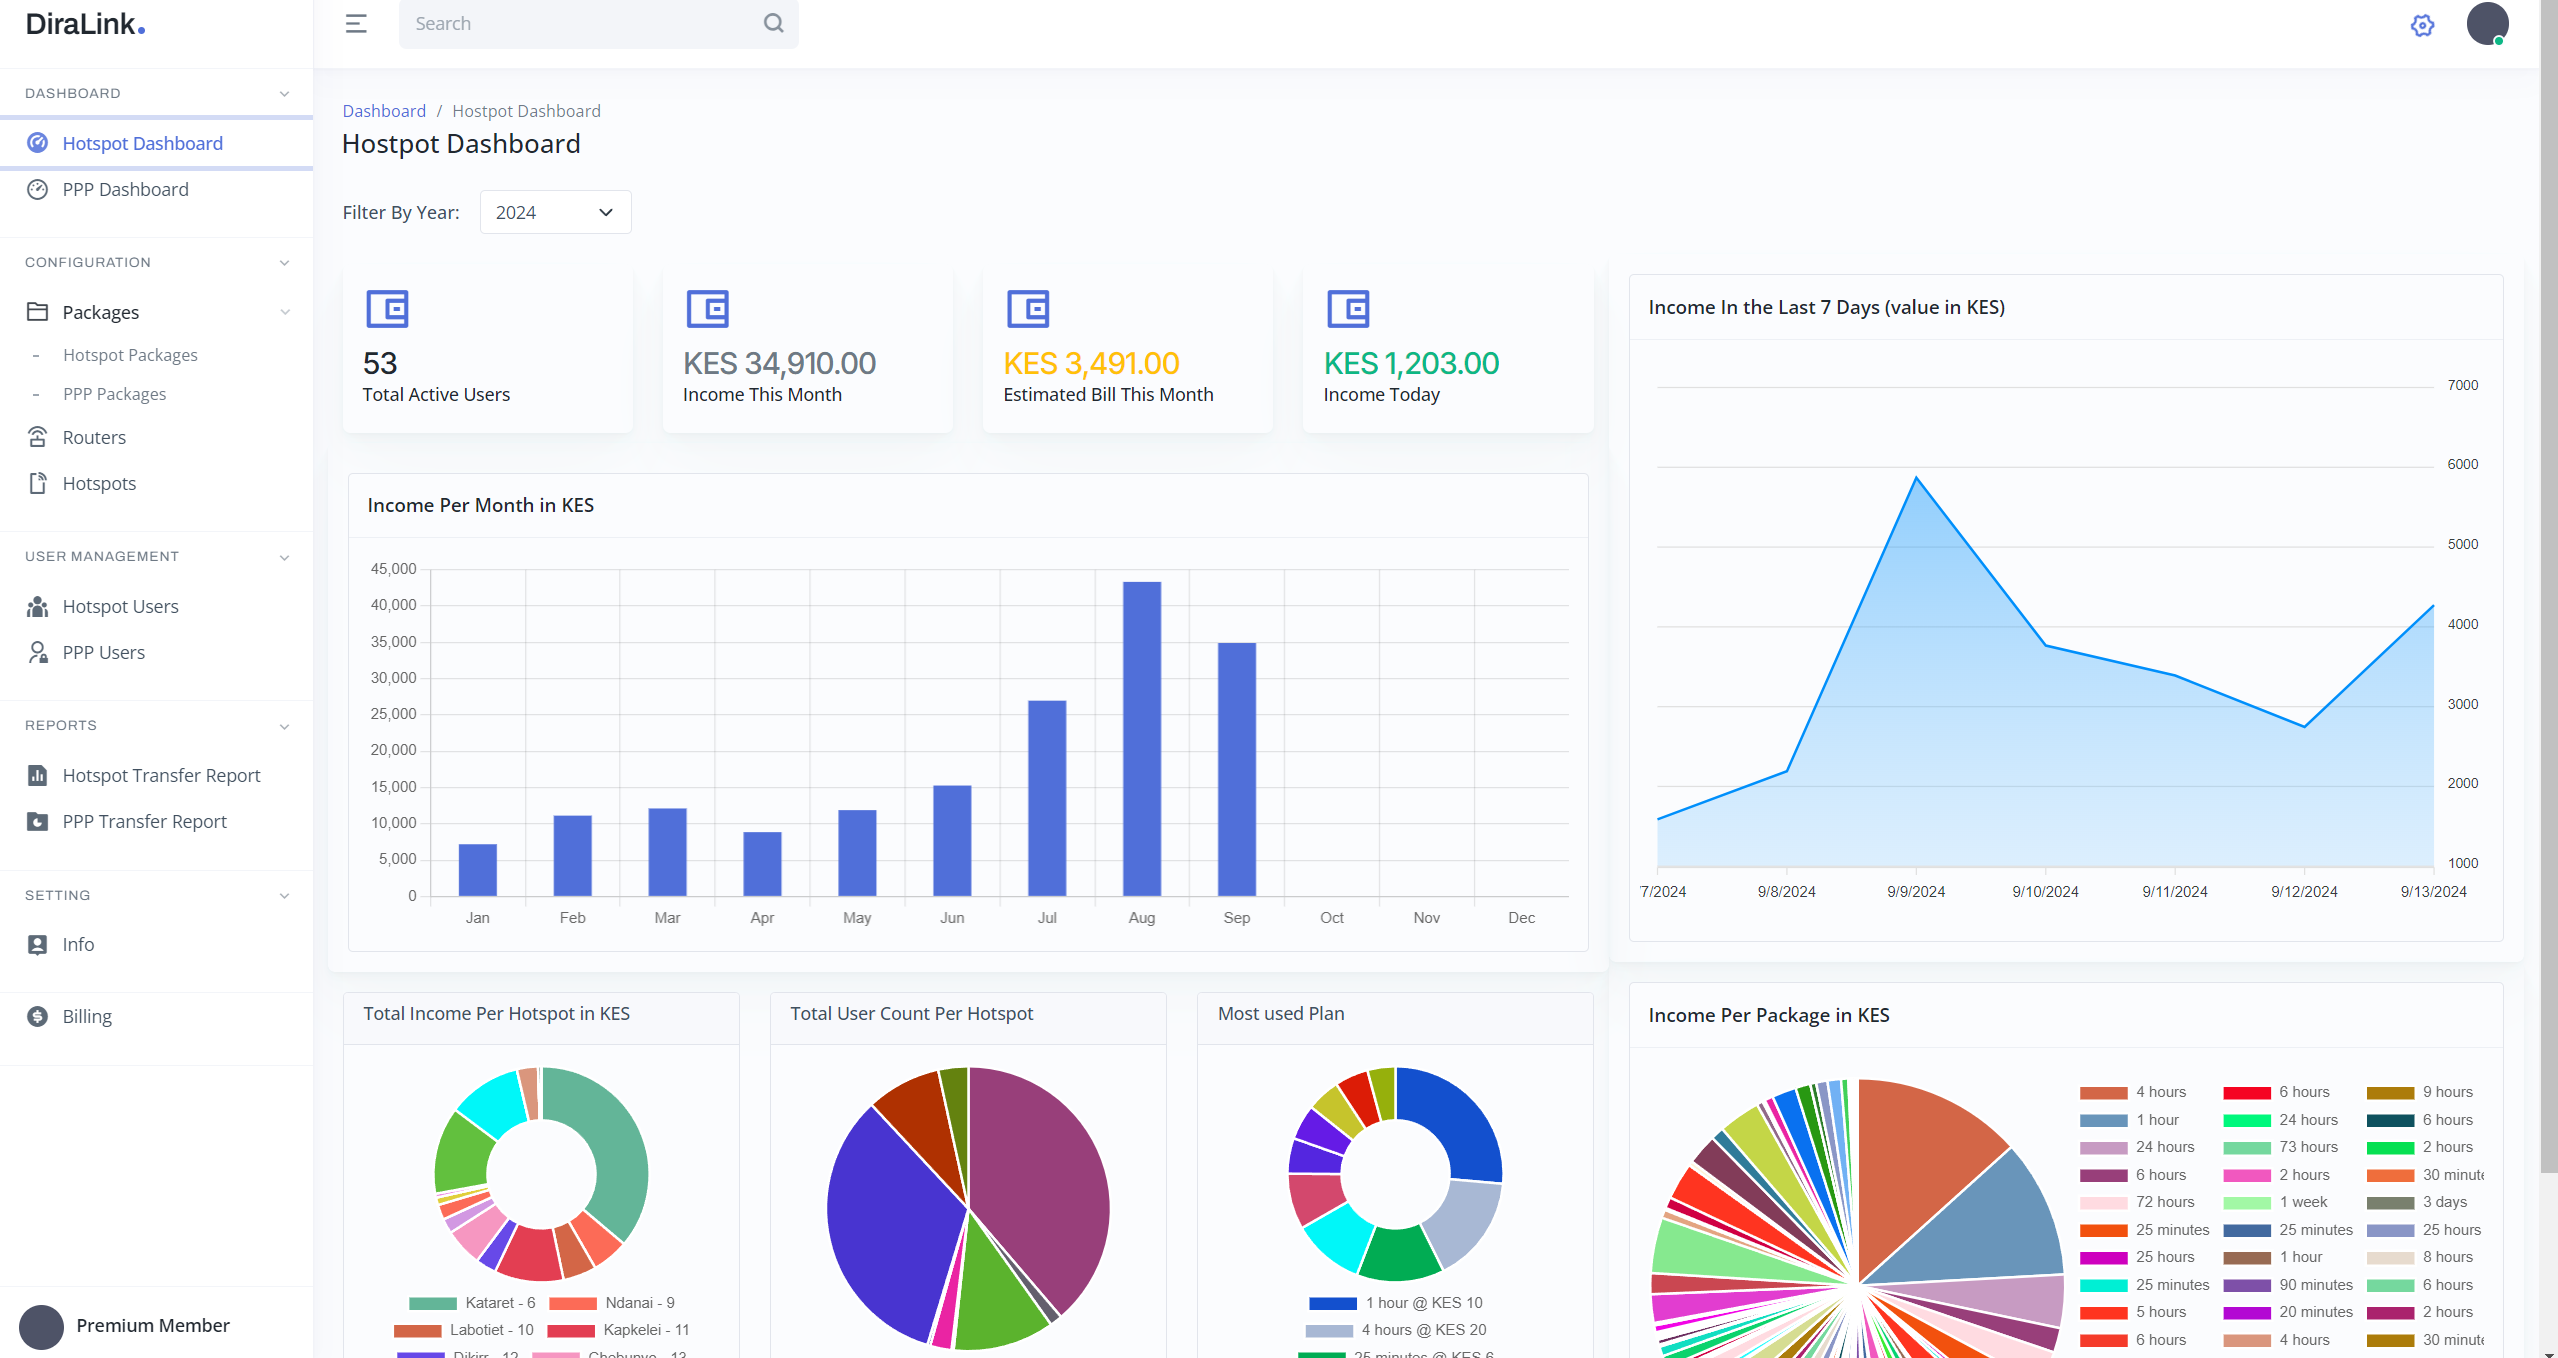 DiraLink.
Search
DASHBOARD
Hotspot Dashboard
PPP Dashboard
CONFIGURATION
Packages
- Hotspot Packages
- PPP Packages
Routers
Hotspots
USER MANAGEMENT
Hotspot Users
PPP Users
REPORTS
Hotspot Transfer Report
PPP Transfer Report
SETTING
Info
Billing
Premium Member
Dashboard / Hostpot Dashboard
Hostpot Dashboard
Filter By Year: 2024
53
Total Active Users
KES 34,910.00
Income This Month
KES 3,491.00
Estimated Bill This Month
KES 1,203.00
Income Today
Income Per Month in KES
45,000
40,000
35,000
30,000
25,000
20,000
15,000
10,000
5,000
0
Jan Feb Mar Apr May Jun Jul Aug Sep Oct Nov Dec
Income In the Last 7 Days (value in KES)
7000
6000
5000
4000
3000
2000
1000
7/2024 9/8/2024 9/9/2024 9/10/2024 9/11/2024 9/12/2024 9/13/2024
Total Income Per Hotspot in KES
Kataret - 6 Ndanai - 9
Labotiet - 10 Kapkelei - 11
Total User Count Per Hotspot
Most used Plan
1 hour @ KES 10
4 hours @ KES 20
25 minutes @ KES 6
Income Per Package in KES
4 hours 6 hours 9 hours
1 hour 24 hours 6 hours
24 hours 73 hours 2 hours
6 hours 2 hours 30 minute
72 hours 1 week 3 days
25 minutes 25 minutes 25 hours
25 hours 1 hour 8 hours
25 minutes 90 minutes 6 hours
5 hours 20 minutes 2 hours
6 hours 4 hours 30 minute